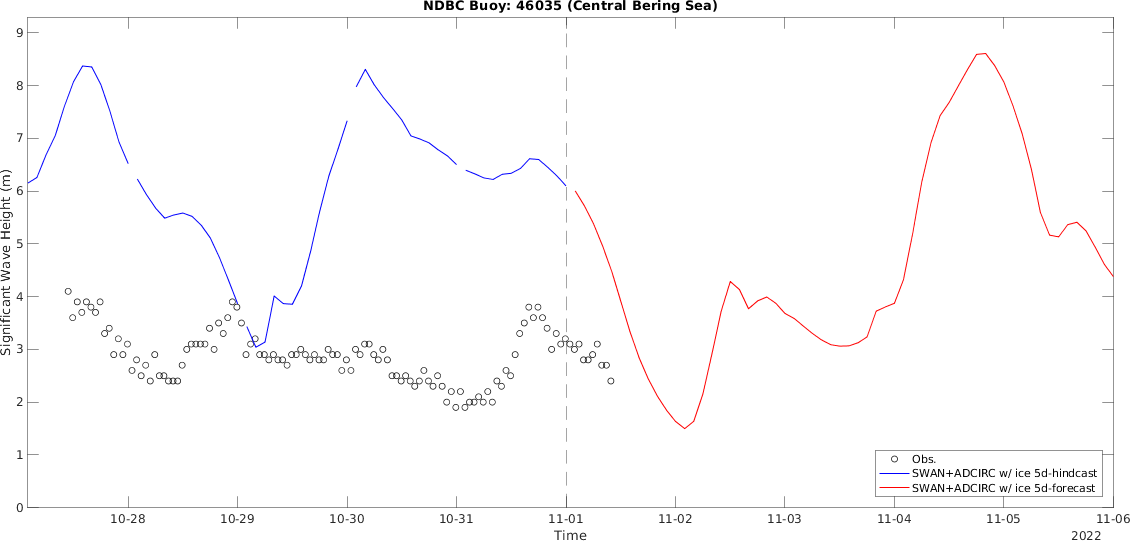 NDBC Buoy: 46035 (Central Bering Sea)
9
8
7
6
5
4
3
2
1
0
Significant Wave Height (m)
Obs.
SWAN+ADCIRC w/ ice 5d-hindcast
SWAN+ADCIRC w/ ice 5d-forecast
10-28 10-29 10-30 10-31 11-01 11-02 11-03 11-04 11-05 11-06
Time
2022